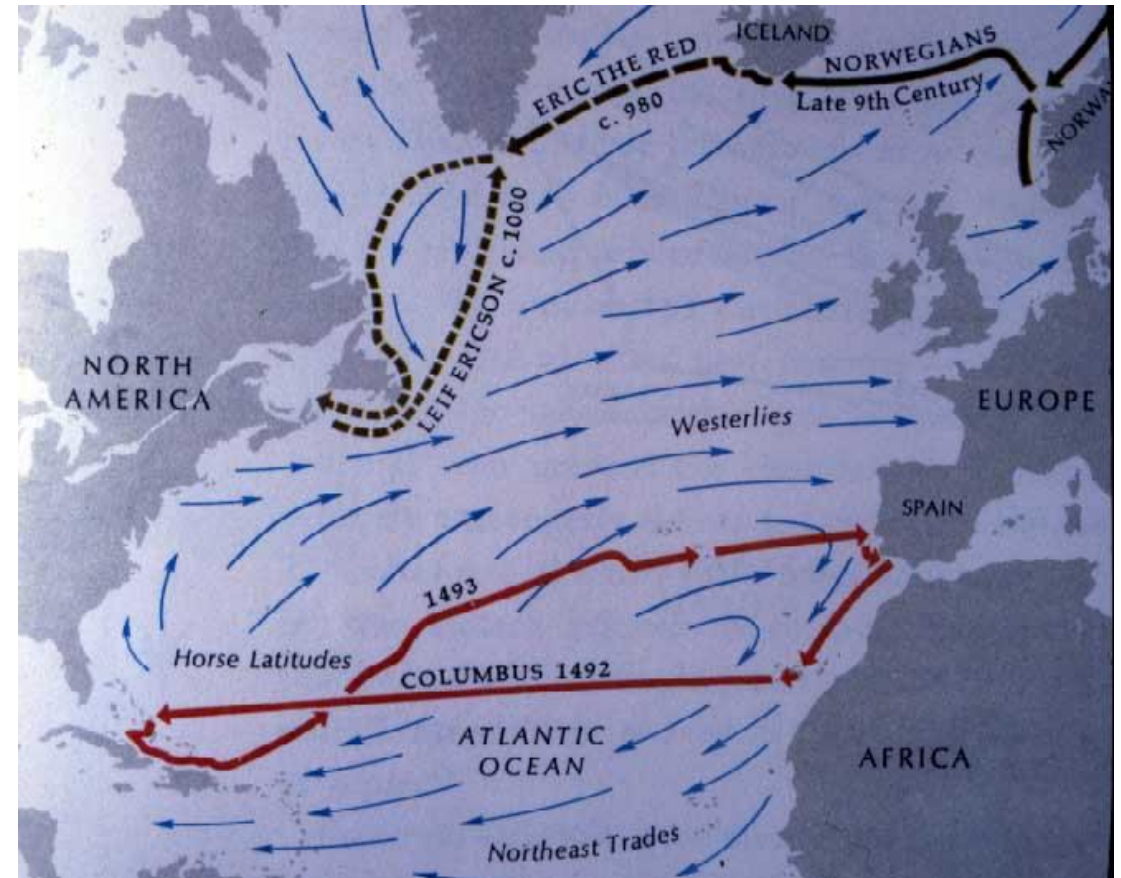 ICELAND
ERIC THE RED
c. 980
NORWEGIANS
Late 9th Century
NORWA
LEIF ERICSON c. 1000
NORTH
AMERICA
EUROPE
Westerlies
SPAIN
1493
Horse Latitudes
COLUMBUS 1492
ATLANTIC
OCEAN
AFRICA
Northeast Trades